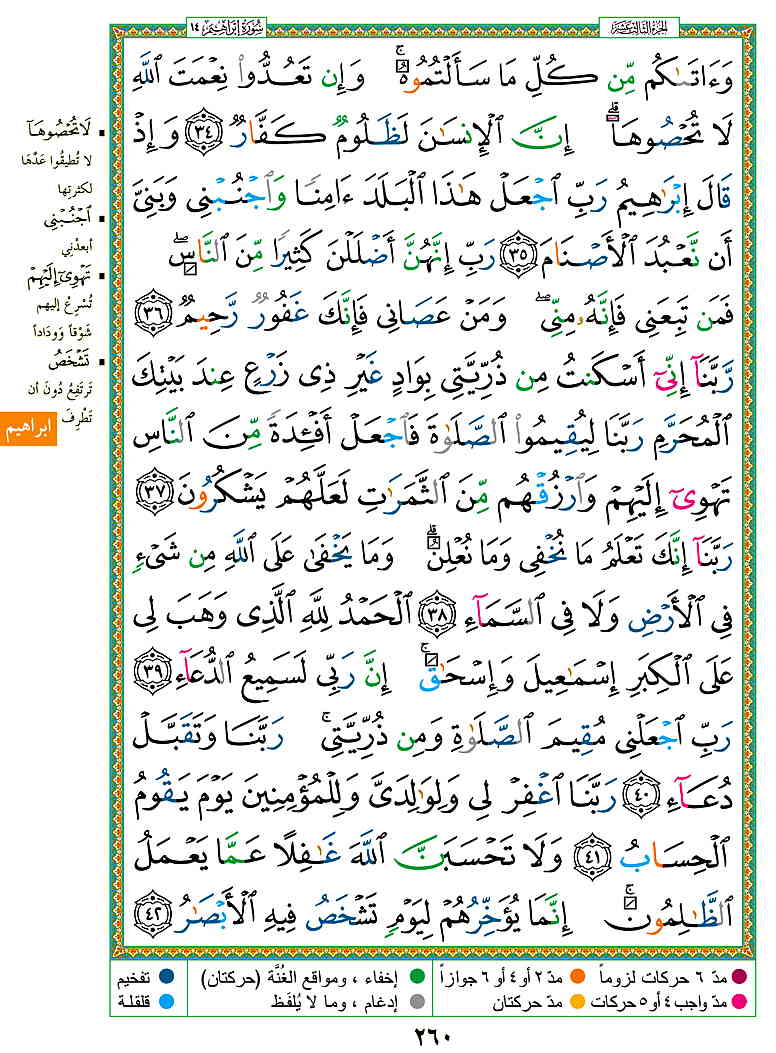 الجزء الثالث عشر
سُورَةُ إِبْرَاهِيم ١٤
وَءَاتَىٰكُم مِّن كُلِّ مَا سَأَلْتُمُوهُ ۚ وَإِن تَعُدُّوا۟ نِعْمَتَ ٱللَّهِ
لَا تُحْصُوهَآ ۗ إِنَّ ٱلْإِنسَـٰنَ لَظَلُومٌ كَفَّارٌ ﴿٣٤﴾ وَإِذْ
قَالَ إِبْرَٰهِيمُ رَبِّ ٱجْعَلْ هَـٰذَا ٱلْبَلَدَ ءَامِنًا وَٱجْنُبْنِى وَبَنِىَّ
أَن نَّعْبُدَ ٱلْأَصْنَامَ ﴿٣٥﴾ رَبِّ إِنَّهُنَّ أَضْلَلْنَ كَثِيرًا مِّنَ ٱلنَّاسِ ۖ
فَمَن تَبِعَنِى فَإِنَّهُۥ مِنِّى ۖ وَمَنْ عَصَانِى فَإِنَّكَ غَفُورٌ رَّحِيمٌ ﴿٣٦﴾
رَّبَّنَآ إِنِّىٓ أَسْكَنتُ مِن ذُرِّيَّتِى بِوَادٍ غَيْرِ ذِى زَرْعٍ عِندَ بَيْتِكَ
ٱلْمُحَرَّمِ رَبَّنَا لِيُقِيمُوا۟ ٱلصَّلَوٰةَ فَٱجْعَلْ أَفْـِٔدَةً مِّنَ ٱلنَّاسِ
تَهْوِىٓ إِلَيْهِمْ وَٱرْزُقْهُم مِّنَ ٱلثَّمَرَٰتِ لَعَلَّهُمْ يَشْكُرُونَ ﴿٣٧﴾
رَبَّنَآ إِنَّكَ تَعْلَمُ مَا نُخْفِى وَمَا نُعْلِنُ ۗ وَمَا يَخْفَىٰ عَلَى ٱللَّهِ مِن شَىْءٍ
فِى ٱلْأَرْضِ وَلَا فِى ٱلسَّمَآءِ ﴿٣٨﴾ ٱلْحَمْدُ لِلَّهِ ٱلَّذِى وَهَبَ لِى
عَلَى ٱلْكِبَرِ إِسْمَـٰعِيلَ وَإِسْحَـٰقَ ۚ إِنَّ رَبِّى لَسَمِيعُ ٱلدُّعَآءِ ﴿٣٩﴾
رَبِّ ٱجْعَلْنِى مُقِيمَ ٱلصَّلَوٰةِ وَمِن ذُرِّيَّتِى ۚ رَبَّنَا وَتَقَبَّلْ
دُعَآءِ ﴿٤٠﴾ رَبَّنَا ٱغْفِرْ لِى وَلِوَٰلِدَىَّ وَلِلْمُؤْمِنِينَ يَوْمَ يَقُومُ
ٱلْحِسَابُ ﴿٤١﴾ وَلَا تَحْسَبَنَّ ٱللَّهَ غَـٰفِلًا عَمَّا يَعْمَلُ
ٱلظَّـٰلِمُونَ ۚ إِنَّمَا يُؤَخِّرُهُمْ لِيَوْمٍ تَشْخَصُ فِيهِ ٱلْأَبْصَـٰرُ ﴿٤٢﴾
▪ لَا تُحْصُوهَآ
لا تُطيقُوا عَدَّهَا
لكثرتها
▪ ٱجْنُبْنِى
أبعدْني
▪ تَهْوِىٓ إِلَيْهِمْ
تُسْرِعُ إليهم
شَوْقاً وَوِدَاداً
▪ تَشْخَصُ
تَرتفِعُ دُونَ أن
تَطْرِفَ
ابراهيم
● مدّ ٦ حركات لزوماً ● مدّ ٢ أو ٤ أو ٦ جوازاً ● إخفاء ، ومواقع الغُنَّة (حركتان) ● تفخيم
● مدّ واجب ٤ أو ٥ حركات ● مدّ حركتان ● إدغام ، وما لا يُلفَظ ● قلقلة
٢٦٠